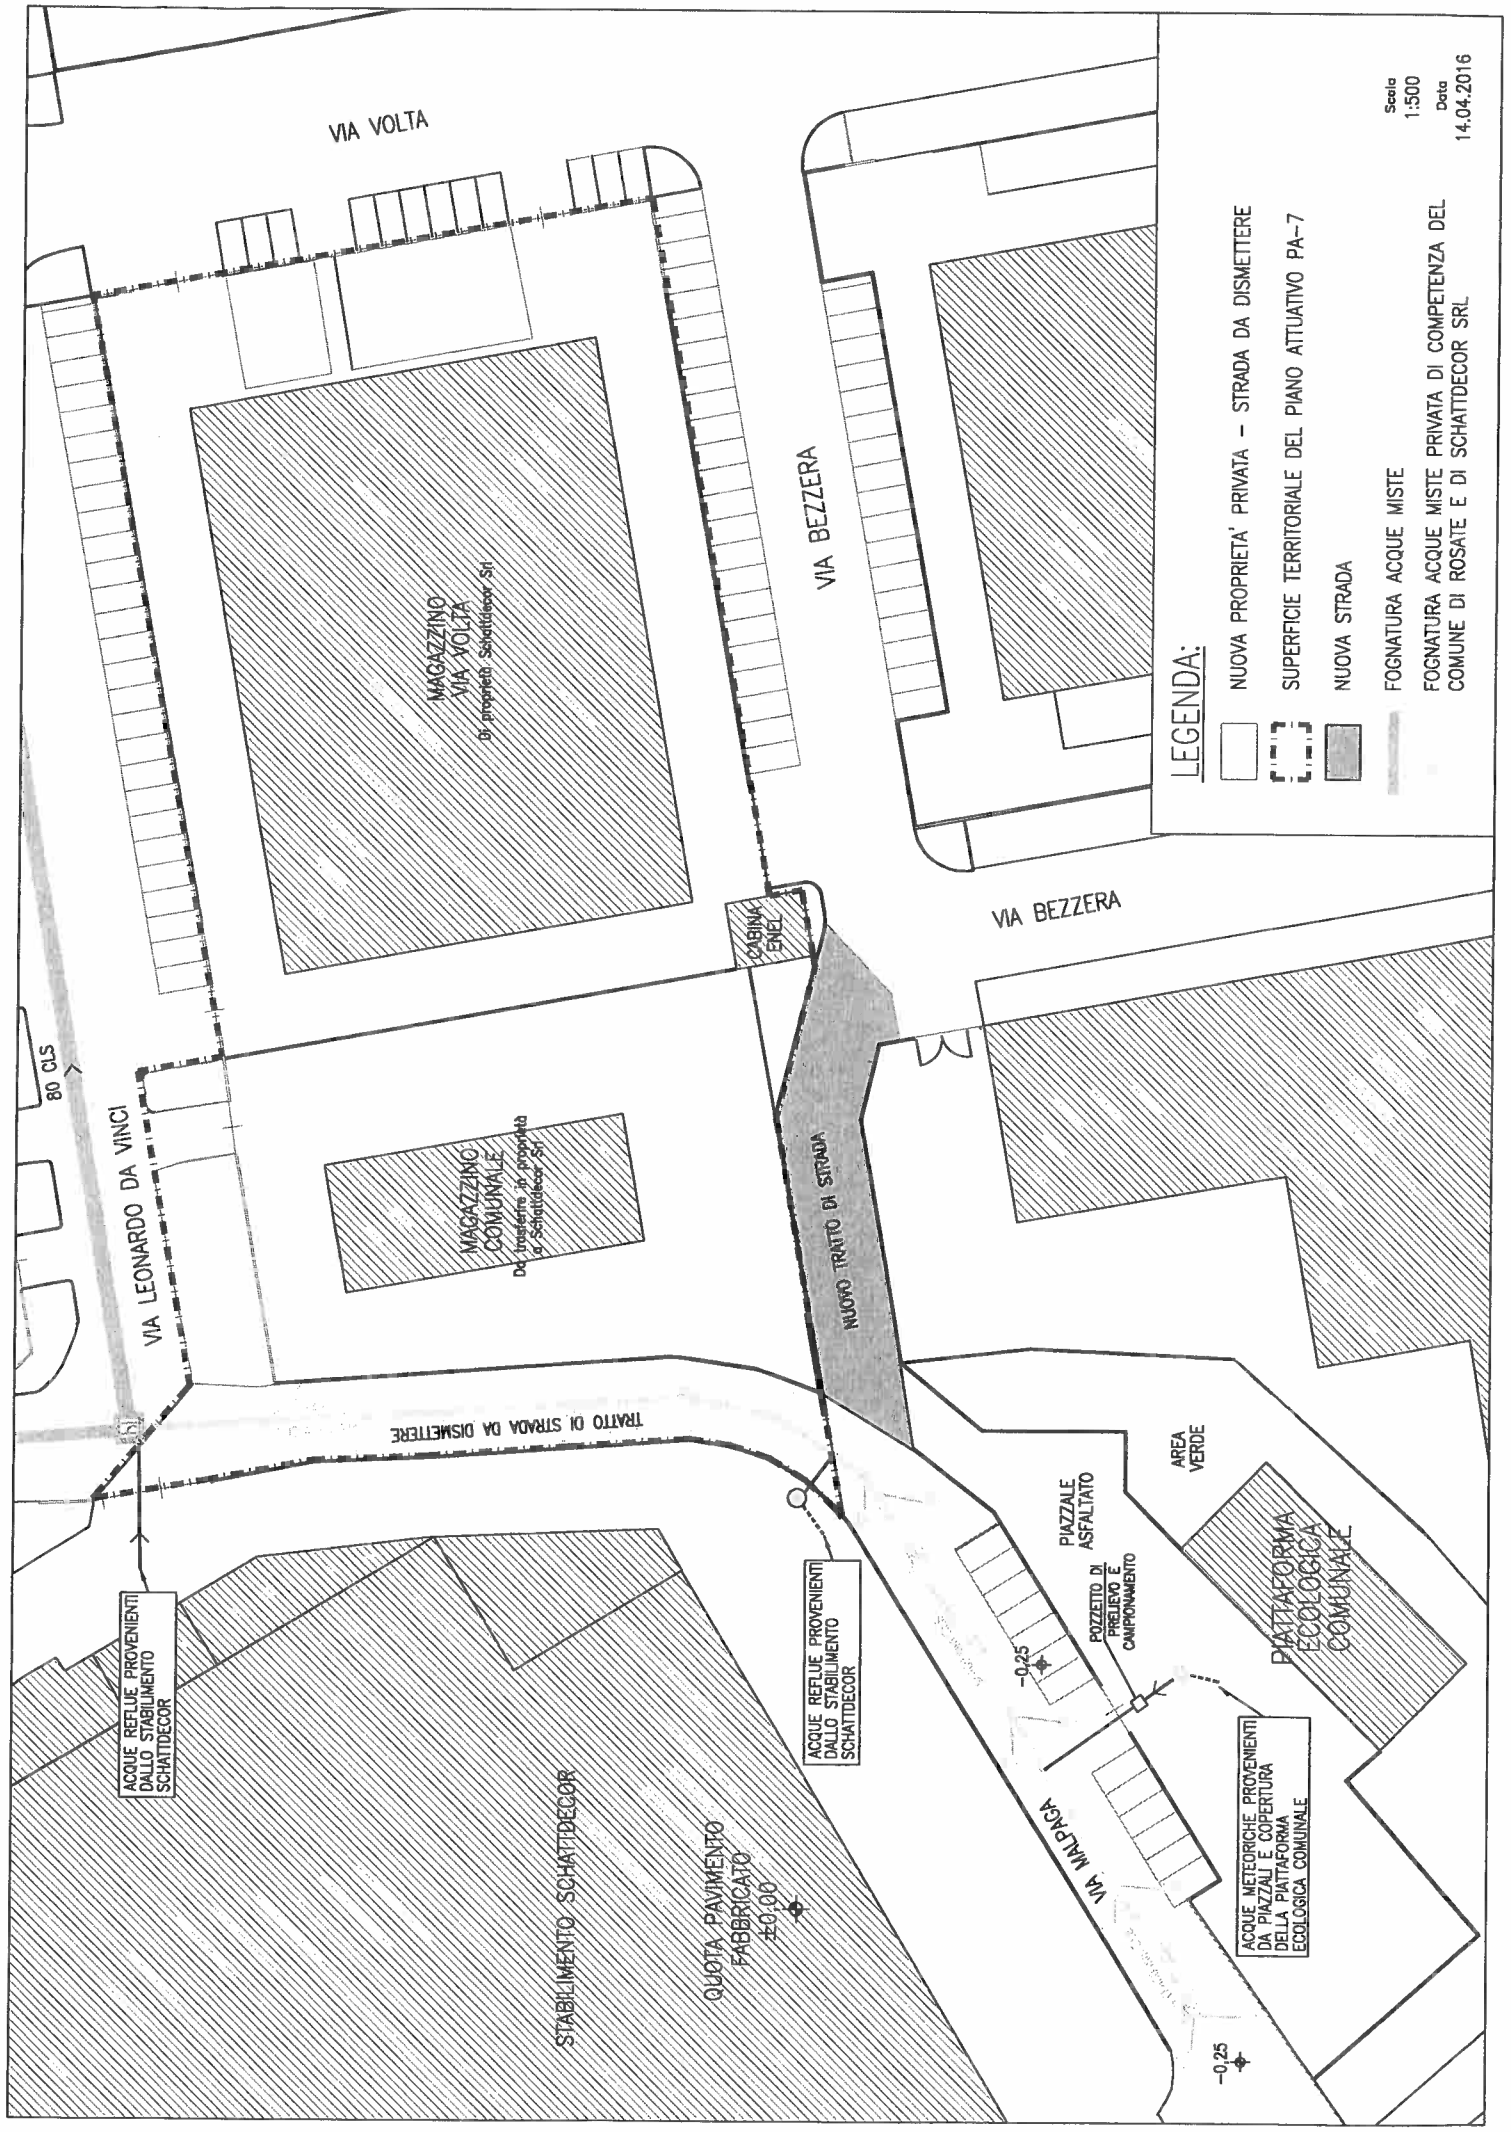 VIA VOLTA
VIA LEONARDO DA VINCI
80 CLS
MAGAZZINO
VIA VOLTA
Di proprietà Schattdecor Srl
VIA BEZZERA
CABINA
ENEL
VIA BEZZERA
MAGAZZINO
COMUNALE
Da trasferire in proprietà
a Schattdecor Srl
NUOVO TRATTO DI STRADA
TRATTO DI STRADA DA DISMETTERE
ACQUE REFLUE PROVENIENTI
DALLO STABILIMENTO
SCHATTDECOR
ACQUE REFLUE PROVENIENTI
DALLO STABILIMENTO
SCHATTDECOR
STABILIMENTO SCHATTDECOR
QUOTA PAVIMENTO
FABBRICATO
±0,00
PIAZZALE
ASFALTATO
AREA
VERDE
POZZETTO DI
PRELIEVO E
CAMPIONAMENTO
PIATTAFORMA
ECOLOGICA
COMUNALE
-0,25
VIA MALPAGA
ACQUE METEORICHE PROVENIENTI
DA PIAZZALI E COPERTURA
DELLA PIATTAFORMA
ECOLOGICA COMUNALE
-0,25
LEGENDA:
NUOVA PROPRIETA' PRIVATA - STRADA DA DISMETTERE
SUPERFICIE TERRITORIALE DEL PIANO ATTUATIVO PA-7
NUOVA STRADA
FOGNATURA ACQUE MISTE
FOGNATURA ACQUE MISTE PRIVATA DI COMPETENZA DEL
COMUNE DI ROSATE E DI SCHATTDECOR SRL
Scala
1:500
Data
14.04.2016